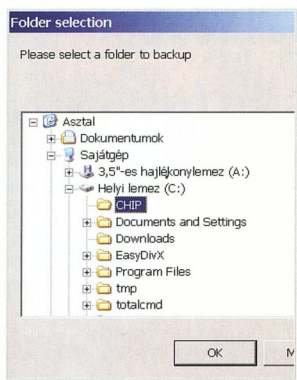 Folder selection
Please select a folder to backup
Asztal
Dokumentumok
Sajátgép
3,5"-es hajlékonylemez (A:)
Helyi lemez (C:)
CHIP
Documents and Settings
Downloads
EasyDivX
Program Files
tmp
totalcmd
OK
M